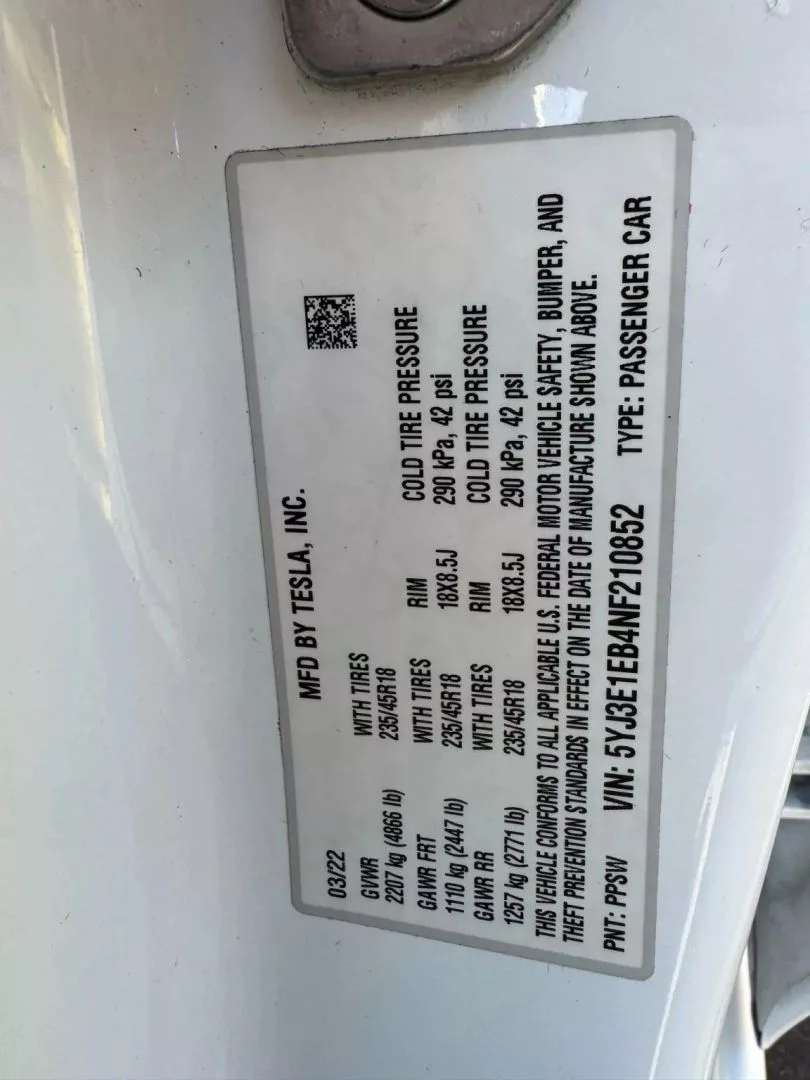 MFD BY TESLA, INC.
03/22
GVWR WITH TIRES
2207 kg (4866 lb) 235/45R18
GAWR FRT WITH TIRES RIM COLD TIRE PRESSURE
1110 kg (2447 lb) 235/45R18 18X8.5J 290 kPa, 42 psi
GAWR RR WITH TIRES RIM COLD TIRE PRESSURE
1257 kg (2771 lb) 235/45R18 18X8.5J 290 kPa, 42 psi
THIS VEHICLE CONFORMS TO ALL APPLICABLE U.S. FEDERAL MOTOR VEHICLE SAFETY, BUMPER, AND
THEFT PREVENTION STANDARDS IN EFFECT ON THE DATE OF MANUFACTURE SHOWN ABOVE.
PNT: PPSW VIN: 5YJ3E1EB4NF210852 TYPE: PASSENGER CAR